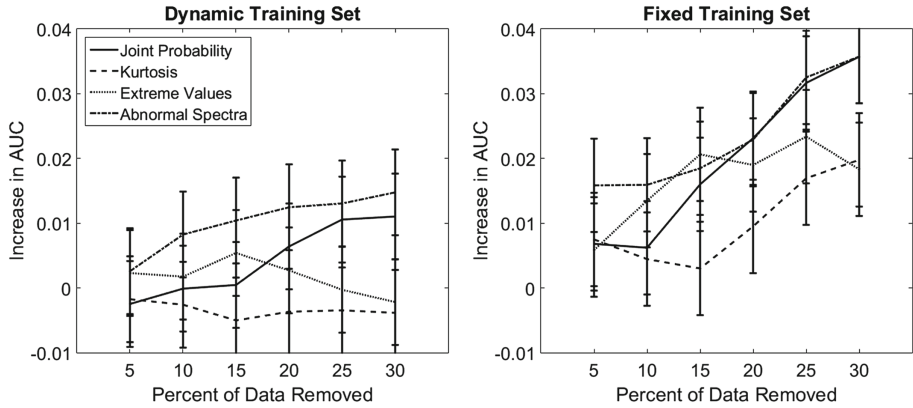 Dynamic Training Set
0.04
0.03
0.02
0.01
0
-0.01
Increase in AUC
Joint Probability
Kurtosis
Extreme Values
Abnormal Spectra
5 10 15 20 25 30
Percent of Data Removed
Fixed Training Set
0.04
0.03
0.02
0.01
0
-0.01
Increase in AUC
5 10 15 20 25 30
Percent of Data Removed